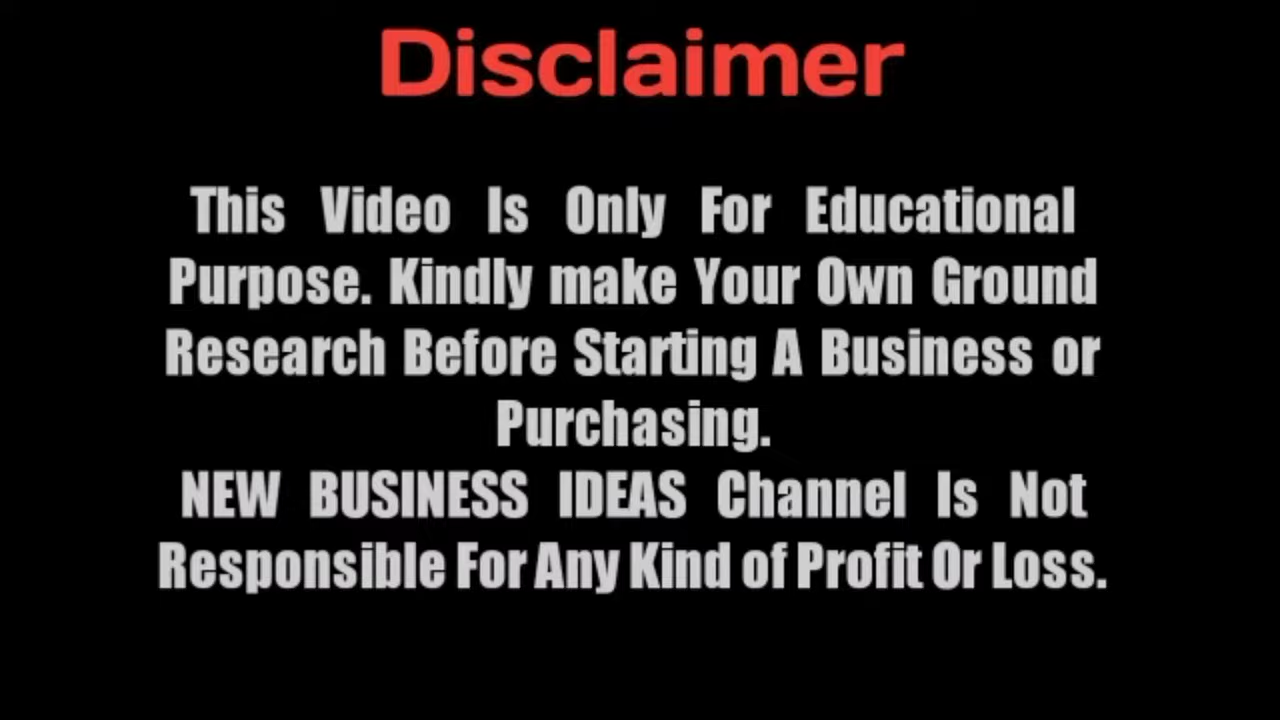 Disclaimer
This Video Is Only For Educational
Purpose. Kindly make Your Own Ground
Research Before Starting A Business or
Purchasing.
NEW BUSINESS IDEAS Channel Is Not
Responsible For Any Kind of Profit Or Loss.